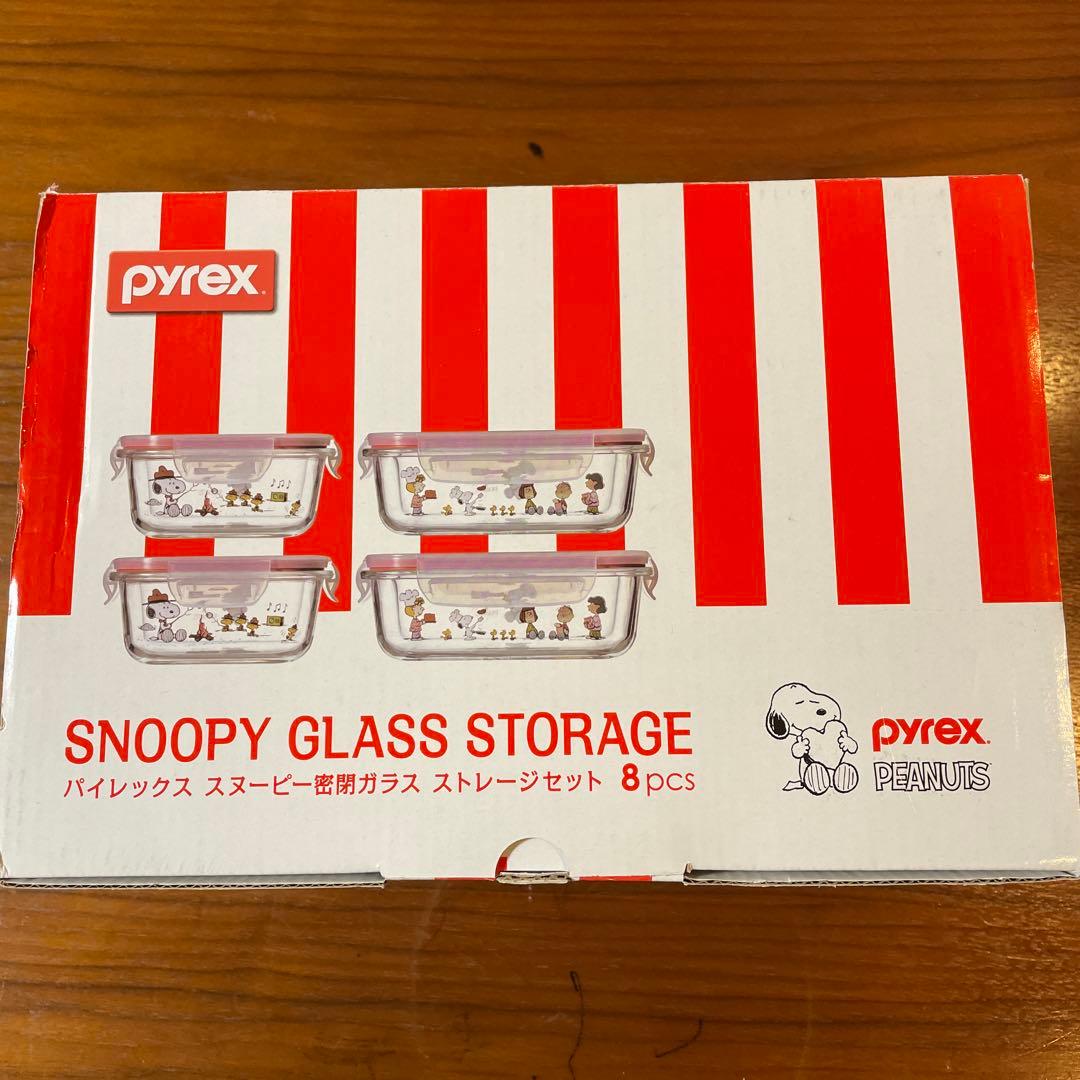 pyrex.
SNOOPY GLASS STORAGE
パイレックス スヌーピー密閉ガラス ストレージセット 8pcs
pyrex.
PEANUTS